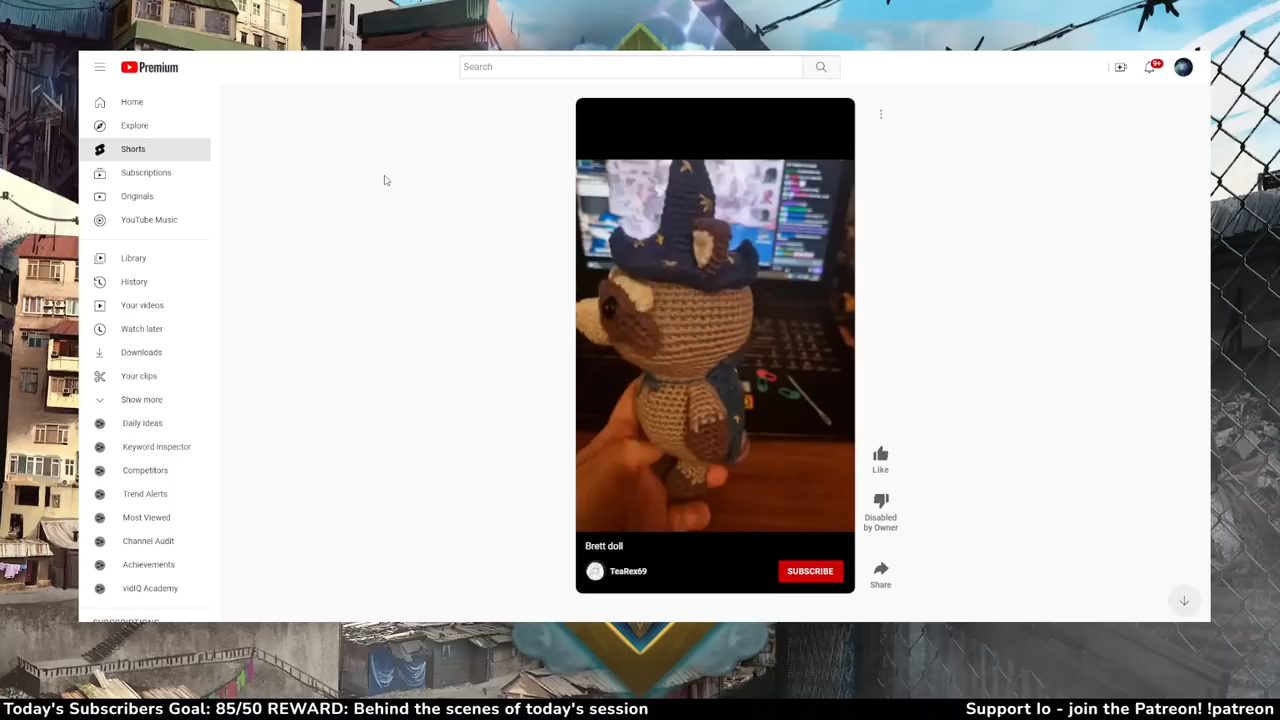 Premium
Search
9+
Home
Explore
Shorts
Subscriptions
Originals
YouTube Music
Library
History
Your videos
Watch later
Downloads
Your clips
Show more
Daily Ideas
Keyword Inspector
Competitors
Trend Alerts
Most Viewed
Channel Audit
Achievements
vidIQ Academy
SUBSCRIPTIONS
Brett doll
TeaRex69
SUBSCRIBE
Like
Disabled
by Owner
Share
Today's Subscribers Goal: 85/50 REWARD: Behind the scenes of today's session
Support Io - join the Patreon! !patreon